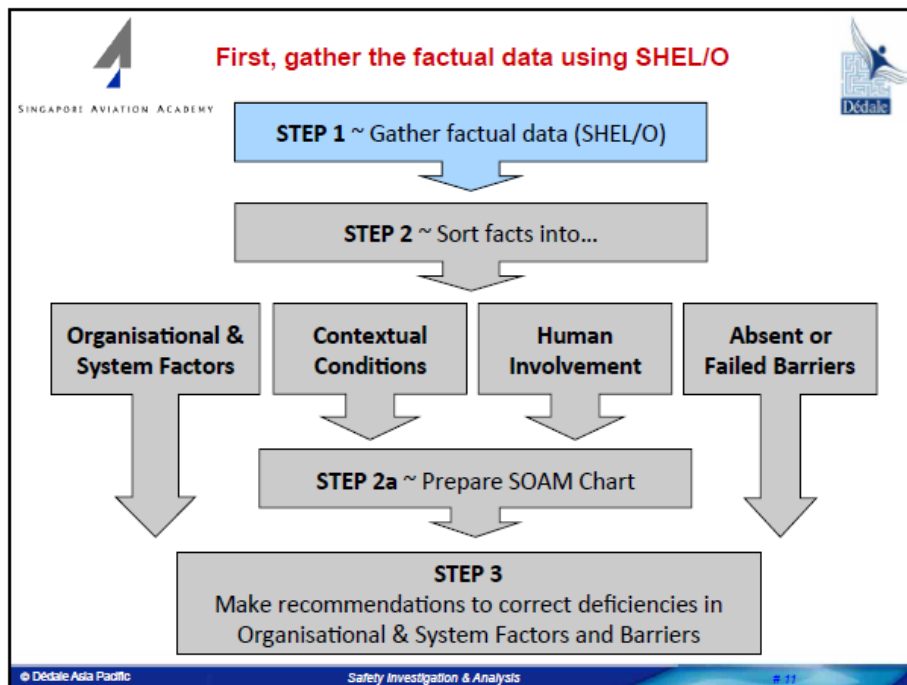 First, gather the factual data using SHEL/O
SINGAPORE AVIATION ACADEMY
Dédale
STEP 1 ~ Gather factual data (SHEL/O)
STEP 2 ~ Sort facts into...
Organisational &
System Factors
Contextual
Conditions
Human
Involvement
Absent or
Failed Barriers
STEP 2a ~ Prepare SOAM Chart
STEP 3
Make recommendations to correct deficiencies in
Organisational & System Factors and Barriers
© Dédale Asia Pacific
Safety Investigation & Analysis
# 11